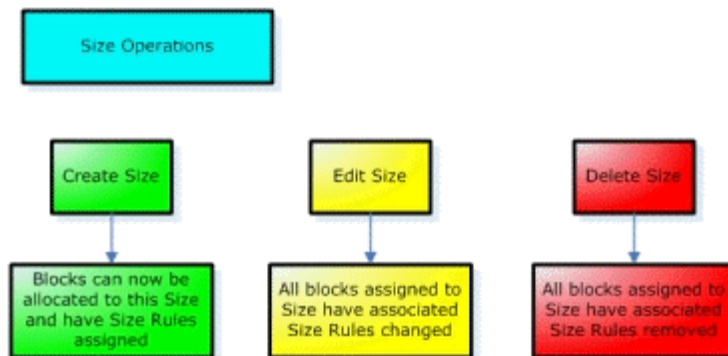 Size Operations
Create Size
Edit Size
Delete Size
Blocks can now be
allocated to this Size
and have Size Rules
assigned
All blocks assigned to
Size have associated
Size Rules changed
All blocks assigned to
Size have associated
Size Rules removed